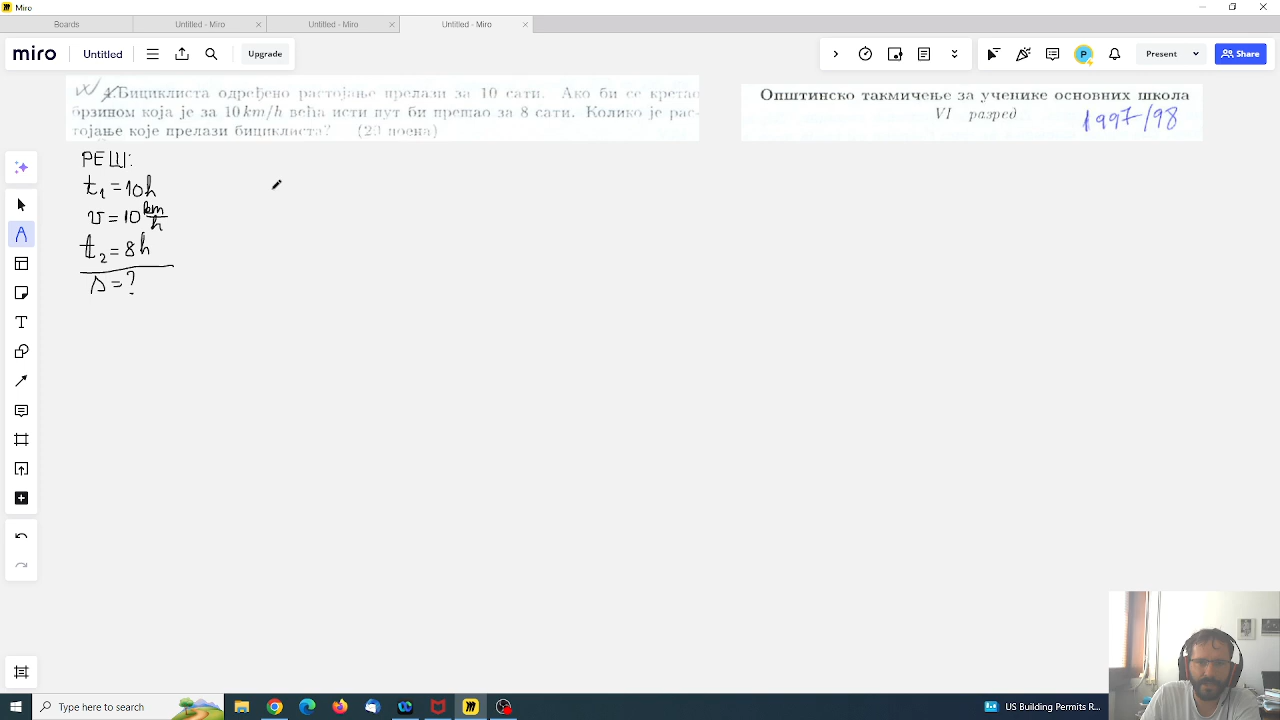 Miro
Boards
Untitled - Miro
Untitled - Miro
Untitled - Miro
miro
Untitled
Upgrade
Present
Share
4. Бициклиста одређено растојање прелази за 10 сати. Ако би се кретао
брзином која је за 10 km/h већа исти пут би прешао за 8 сати. Колико је рас-
тојање које прелази бициклиста? (20 поена)
Општинско такмичење за ученике основних школа
VI разред
1997/98
РЕШ:
t₁ = 10h
v = 10 km/h
t₂ = 8h
s = ?
Type here to search
US Building Permits R...